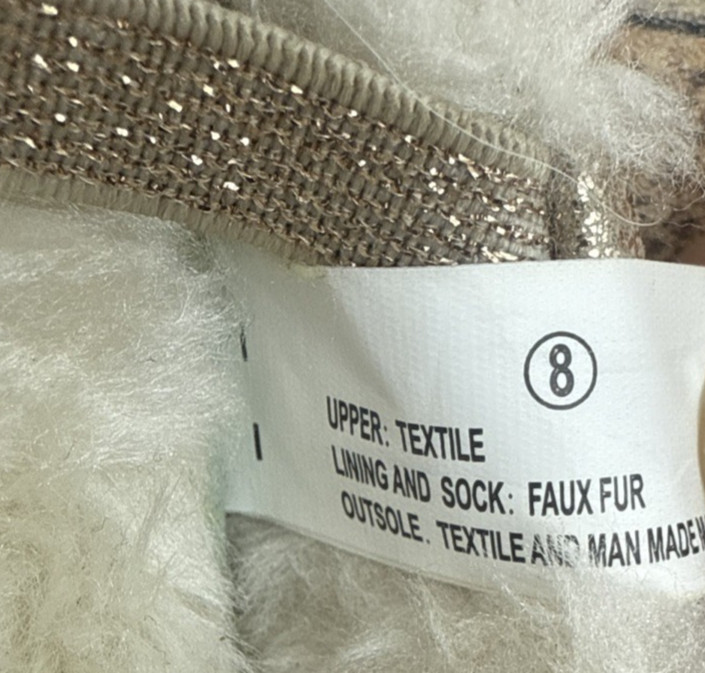 8
UPPER: TEXTILE
LINING AND SOCK: FAUX FUR
OUTSOLE. TEXTILE AND MAN MADE